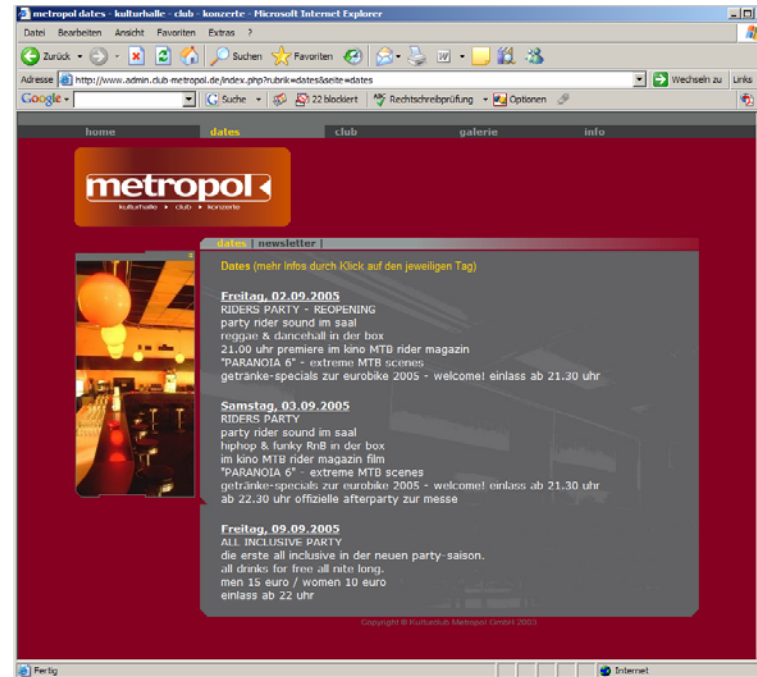 metropol dates - kulturhalle - club - konzerte - Microsoft Internet Explorer
Datei Bearbeiten Ansicht Favoriten Extras ?
Zurück Suchen Favoriten
Adresse http://www.admin.club-metropol.de/index.php?rubrik=dates&seite=dates Wechseln zu Links
Google G Suche 22 blockiert ABC Rechtschreibprüfung Optionen
home dates club galerie info
metropol
kulturhalle club konzerte
dates | newsletter |
Dates (mehr Infos durch Klick auf den jeweiligen Tag)
Freitag, 02.09.2005
RIDERS PARTY - REOPENING
party rider sound im saal
reggae & dancehall in der box
21.00 uhr premiere im kino MTB rider magazin
"PARANOIA 6" - extreme MTB scenes
getränke-specials zur eurobike 2005 - welcome! einlass ab 21.30 uhr
Samstag, 03.09.2005
RIDERS PARTY
party rider sound im saal
hiphop & funky RnB in der box
im kino MTB rider magazin film
"PARANOIA 6" - extreme MTB scenes
getränke-specials zur eurobike 2005 - welcome! einlass ab 21.30 uhr
ab 22.30 uhr offizielle afterparty zur messe
Freitag, 09.09.2005
ALL INCLUSIVE PARTY
die erste all inclusive in der neuen party-saison.
all drinks for free all nite long.
men 15 euro / women 10 euro
einlass ab 22 uhr
Copyright © Kulturclub Metropol GmbH 2003
Fertig Internet